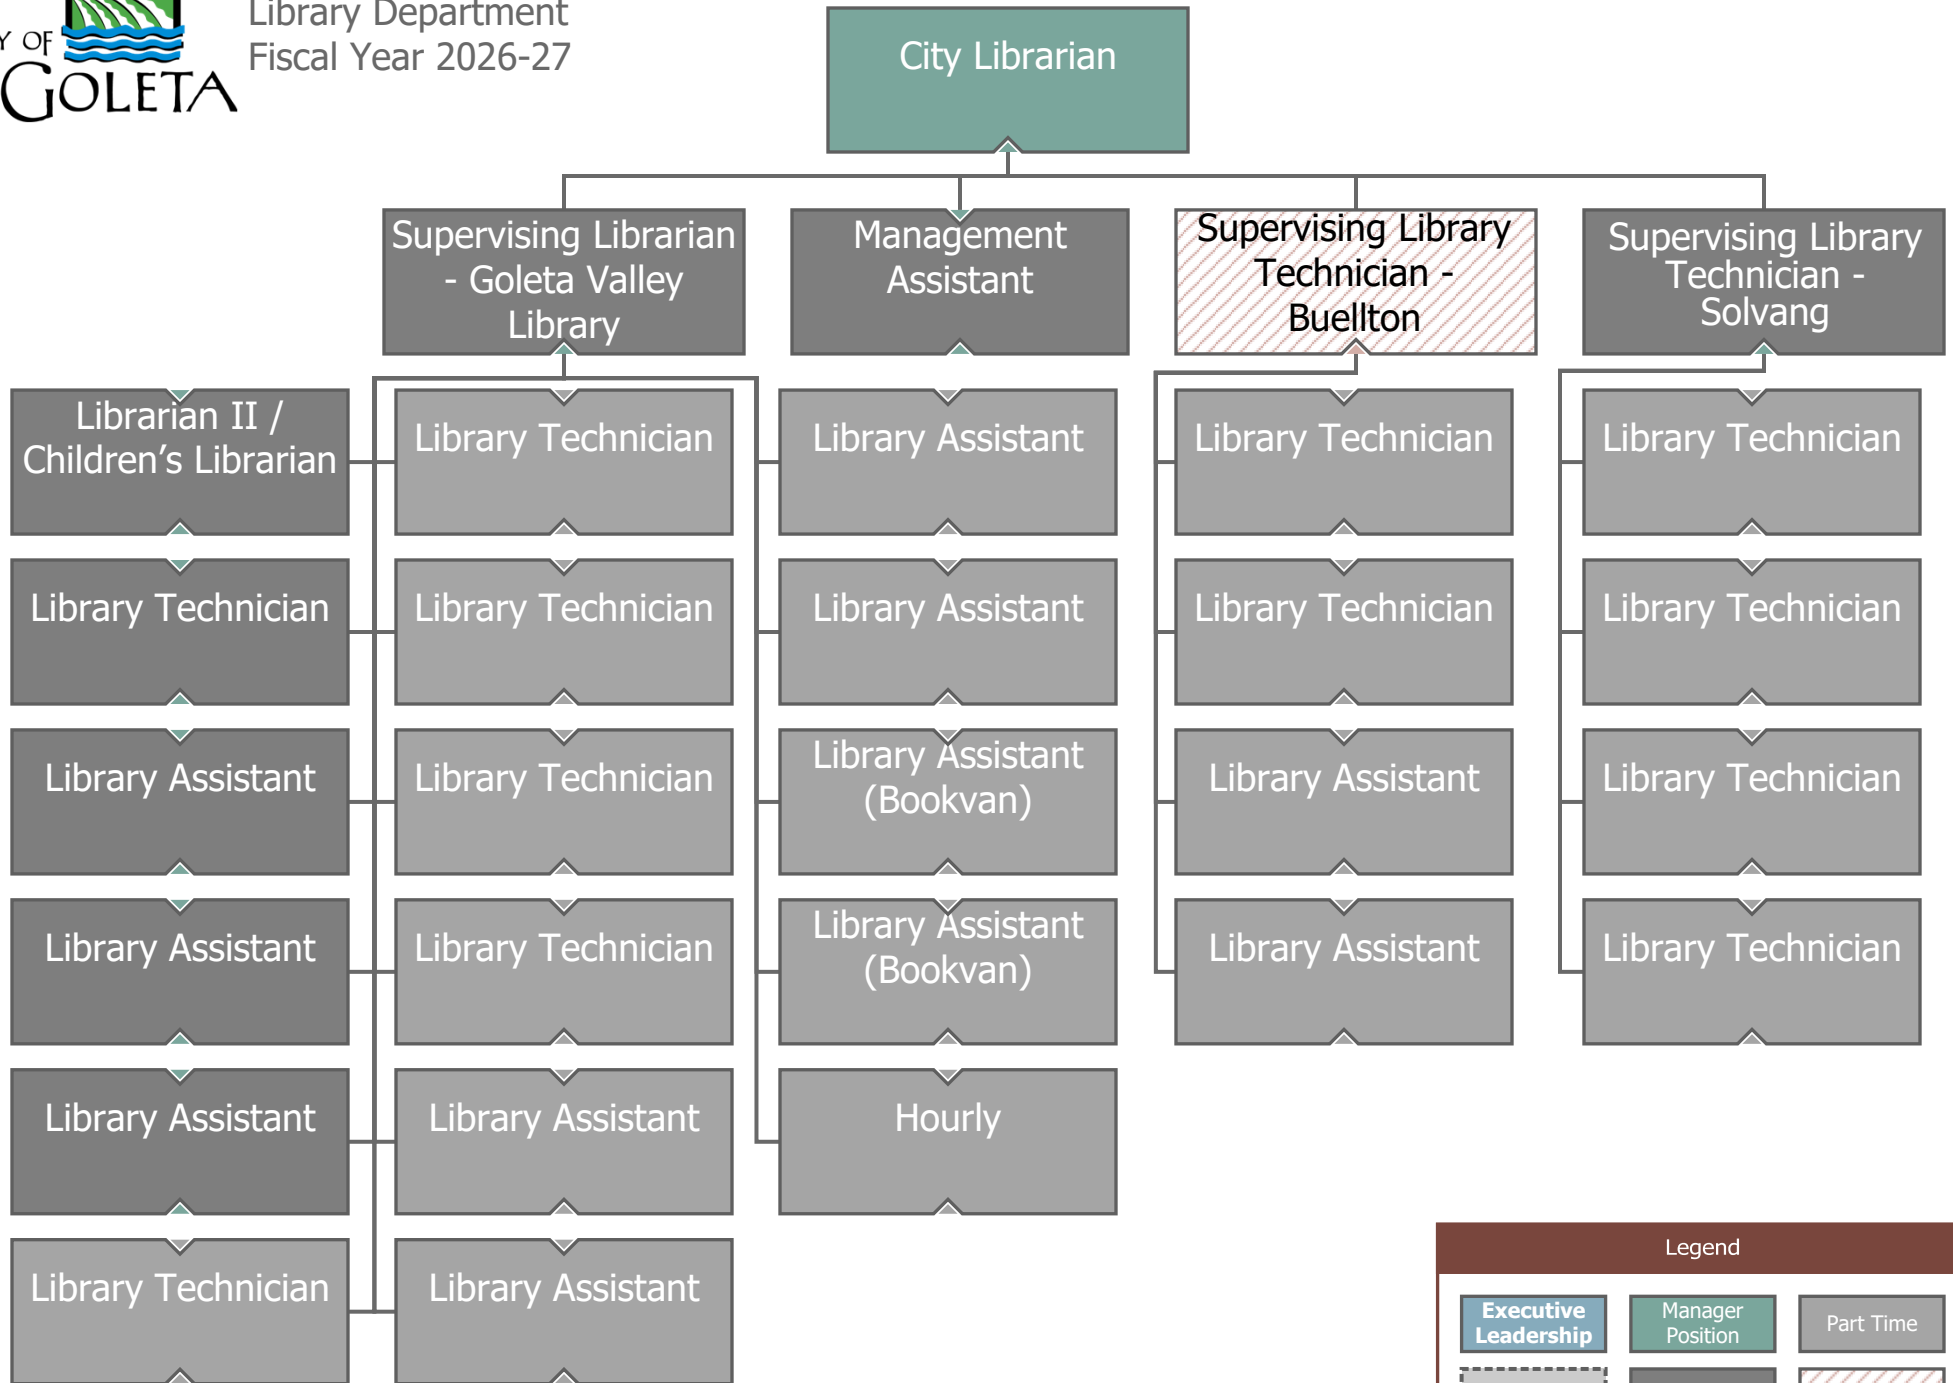 Library Department
Fiscal Year 2026-27
Y OF
GOLETA
City Librarian
Supervising Librarian
- Goleta Valley
Library
Management
Assistant
Supervising Library
Technician -
Buellton
Supervising Library
Technician -
Solvang
Librarian II /
Children’s Librarian
Library Technician
Library Assistant
Library Technician
Library Technician
Library Technician
Library Technician
Library Assistant
Library Technician
Library Technician
Library Assistant
Library Technician
Library Assistant
(Bookvan)
Library Assistant
Library Technician
Library Assistant
Library Technician
Library Assistant
(Bookvan)
Library Assistant
Library Technician
Library Assistant
Library Assistant
Hourly
Library Technician
Library Assistant
Legend
Executive
Leadership
Manager
Position
Part Time